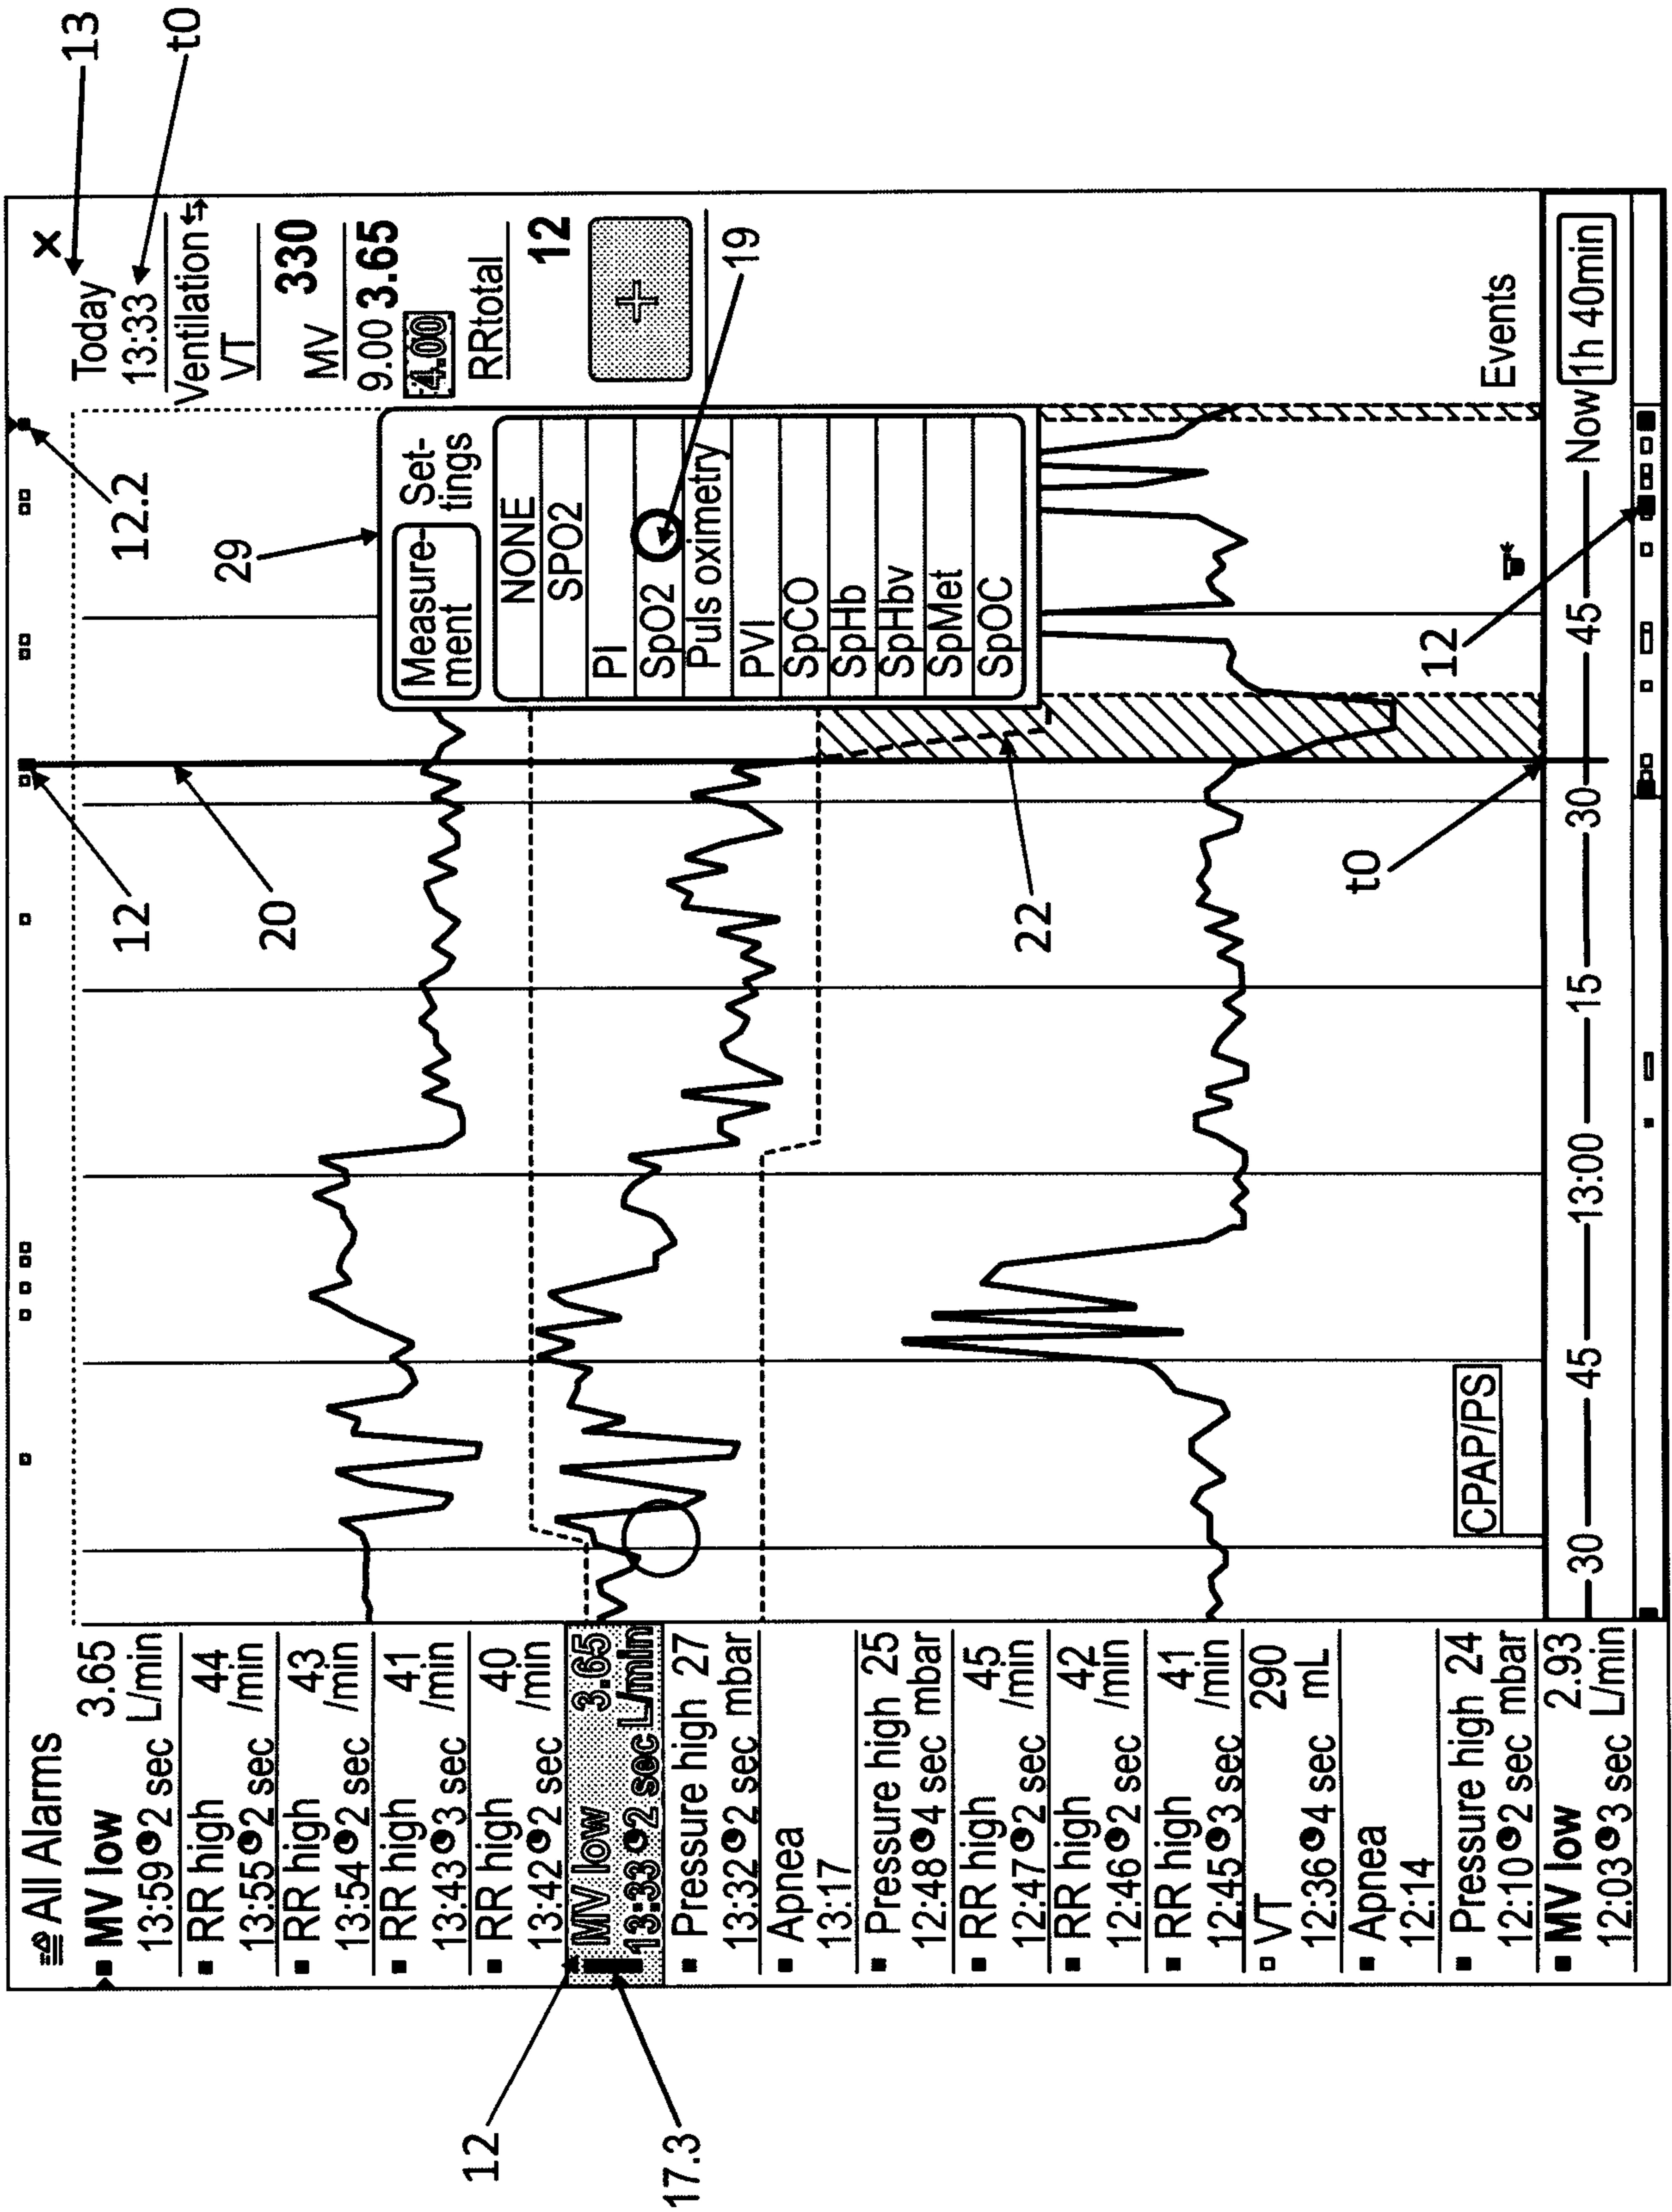 All Alarms
MV low 3.65
13:59 2 sec L/min
RR high 44
13:55 2 sec /min
RR high 43
13:54 2 sec /min
RR high 41
13:43 3 sec /min
RR high 40
13:42 2 sec /min
MV low 3.65
13:33 2 sec L/min
Pressure high 27
13:32 2 sec mbar
Apnea
13:17
Pressure high 25
12:48 4 sec mbar
RR high 45
12:47 2 sec /min
RR high 42
12:46 2 sec /min
RR high 41
12:45 3 sec /min
VT 290
12:36 4 sec mL
Apnea
12:14
Pressure high 24
12:10 2 sec mbar
MV low 2.93
12:03 3 sec L/min
12
17.3
12
20
12.2
29
22
t0
12
CPAP/PS
Measure-
ment
Set-
tings
NONE
SPO2
PI
SpO2
Puls oximetry
PVI
SpCO
SpHb
SpHbv
SpMet
SpOC
19
×
Today
13:33
Ventilation
VT
330
MV
9.00 3.65
4.00
RRtotal
12
+
Events
13
t0
30 45 13:00 15 30 45 Now 1h 40min